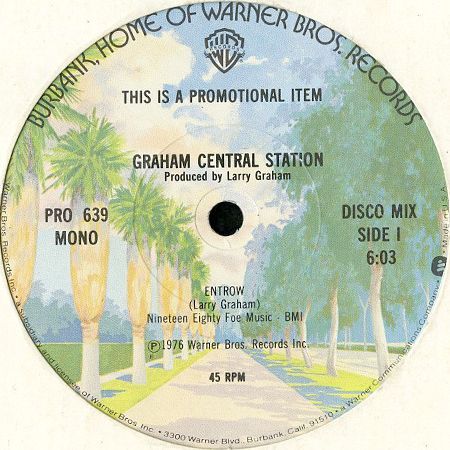 BURBANK, HOME OF WARNER BROS. RECORDS
THIS IS A PROMOTIONAL ITEM
GRAHAM CENTRAL STATION
Produced by Larry Graham
PRO 639
MONO
DISCO MIX
SIDE I
6:03
ENTROW
(Larry Graham)
Nineteen Eighty Foe Music - BMI
Ⓟ1976 Warner Bros. Records Inc.
45 RPM
Warner Bros. Records Inc. • a subsidiary and licensee of Warner Bros. Inc. • 3300 Warner Blvd., Burbank, Calif. 91510 • a Warner Communications Company • Made in U.S.A.